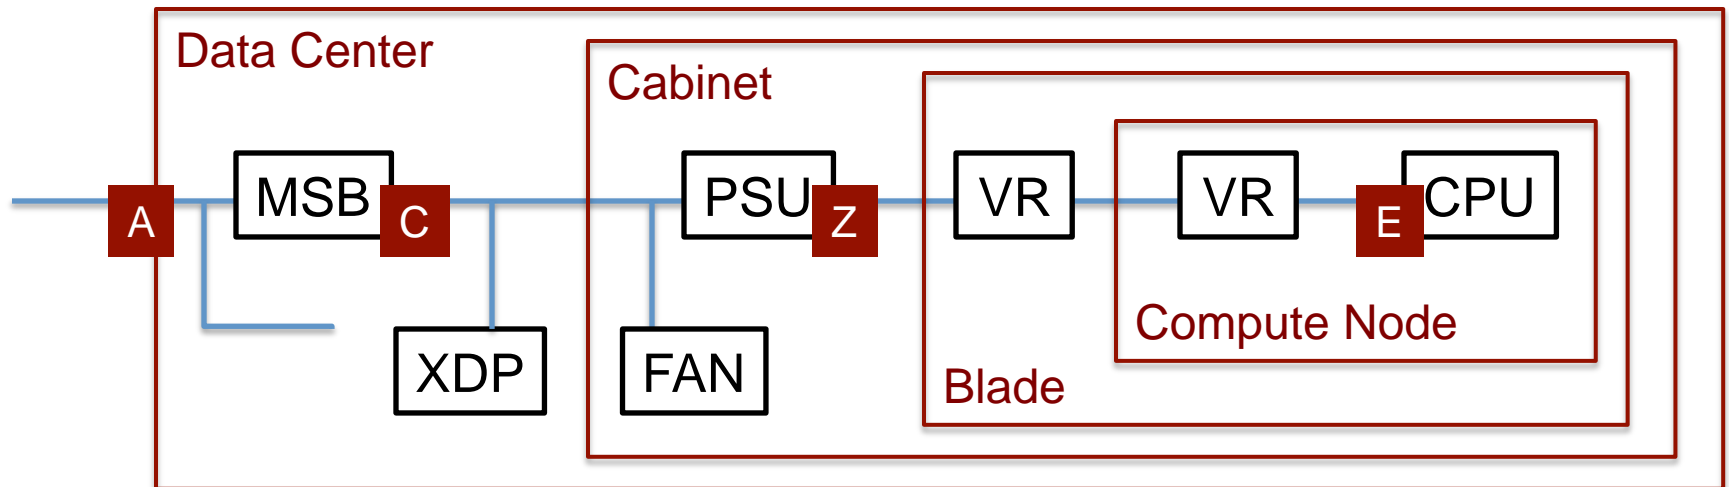 Data Center
Cabinet
A
MSB
C
PSU
Z
VR
VR
E
CPU
XDP
FAN
Compute Node
Blade